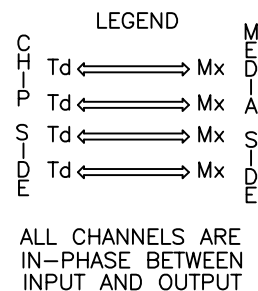 LEGEND
CHIP SIDE
MEDIA SIDE
Td Mx
Td Mx
Td Mx
Td Mx
ALL CHANNELS ARE
IN-PHASE BETWEEN
INPUT AND OUTPUT